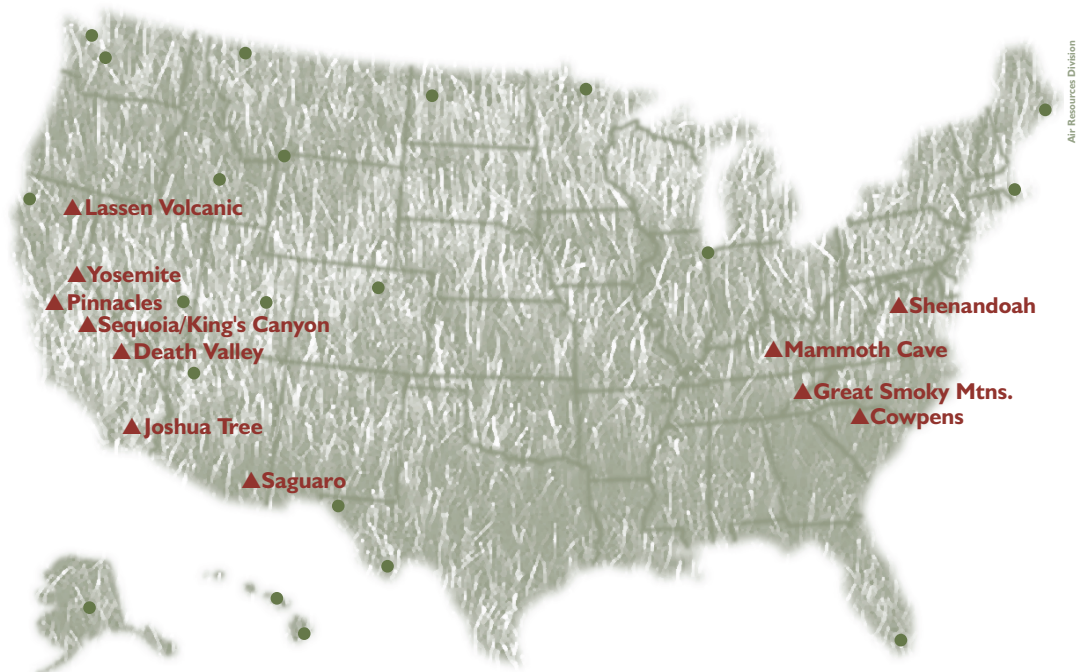 Air Resources Division
Lassen Volcanic
Yosemite
Pinnacles
Sequoia/King's Canyon
Death Valley
Joshua Tree
Saguaro
Shenandoah
Mammoth Cave
Great Smoky Mtns.
Cowpens